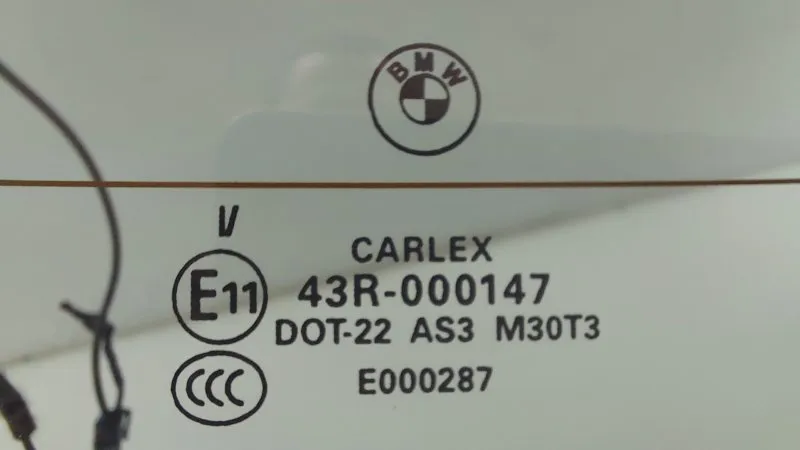 BMW
V
CARLEX
E11 43R-000147
DOT-22 AS3 M30T3
CCC E000287